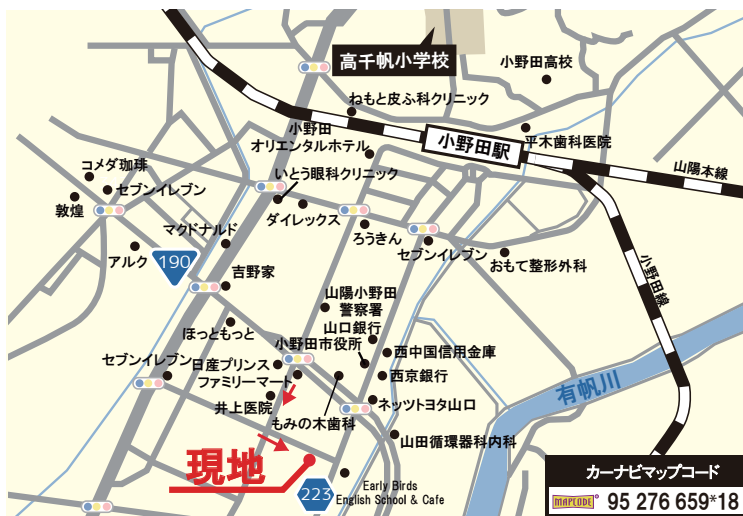 高千帆小学校
小野田高校
ねもと皮ふ科クリニック
小野田
オリエンタルホテル
小野田駅
平木歯科医院
山陽本線
コメダ珈琲
セブンイレブン
いとう眼科クリニック
敦煌
ダイレックス
マクドナルド
ろうきん
セブンイレブン
アルク
190
おもて整形外科
小野田線
吉野家
山陽小野田
警察署
ほっともっと
山口銀行
小野田市役所
西中国信用金庫
セブンイレブン
日産プリンス
ファミリーマート
西京銀行
有帆川
井上医院
もみの木歯科
ネッツトヨタ山口
山田循環器科内科
現地
223
Early Birds
English School & Cafe
カーナビマップコード
MAPCODE® 95 276 659*18